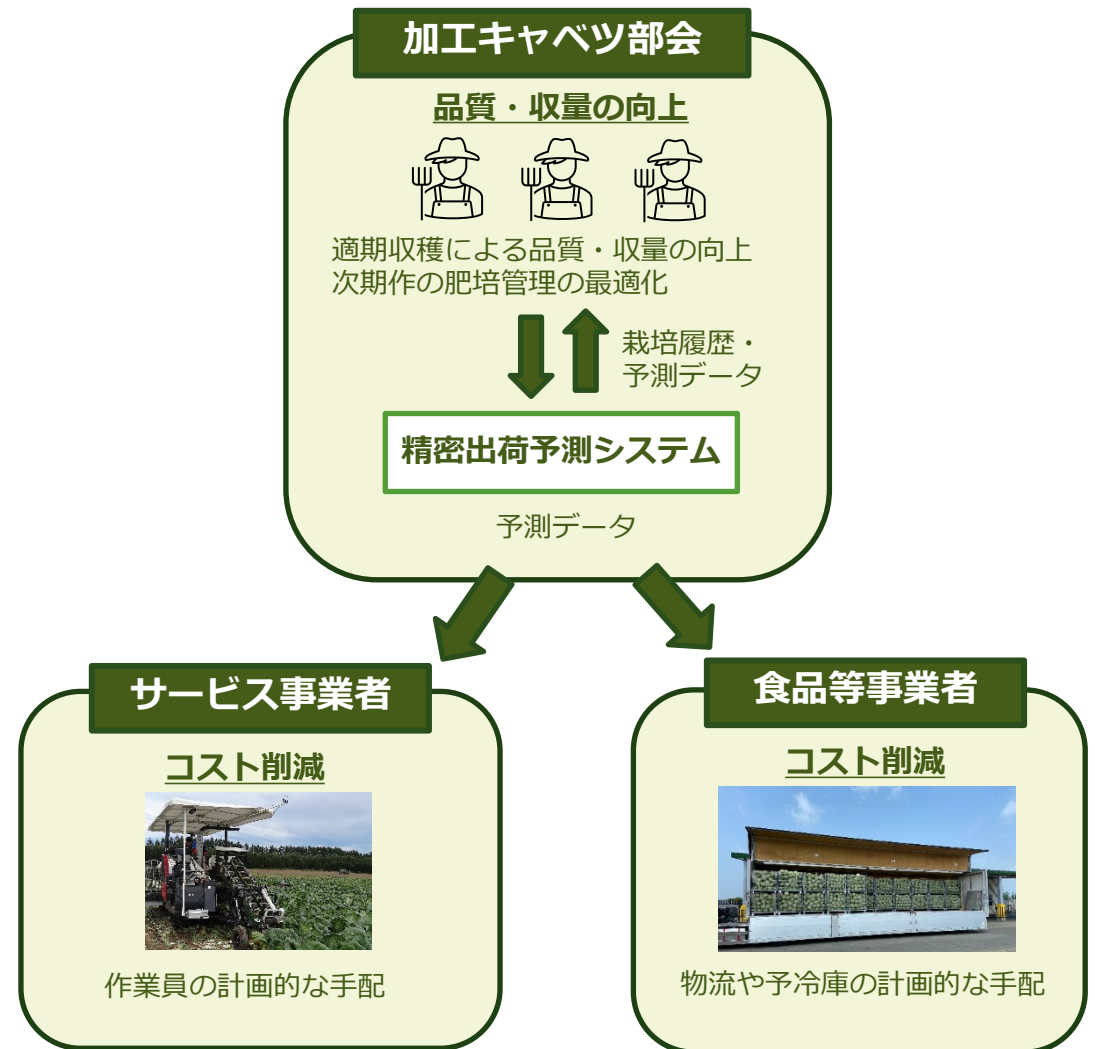 加工キャベツ部会
品質・収量の向上
適期収穫による品質・収量の向上
次期作の肥培管理の最適化
栽培履歴・
予測データ
精密出荷予測システム
予測データ
サービス事業者
コスト削減
作業員の計画的な手配
食品等事業者
コスト削減
物流や予冷庫の計画的な手配